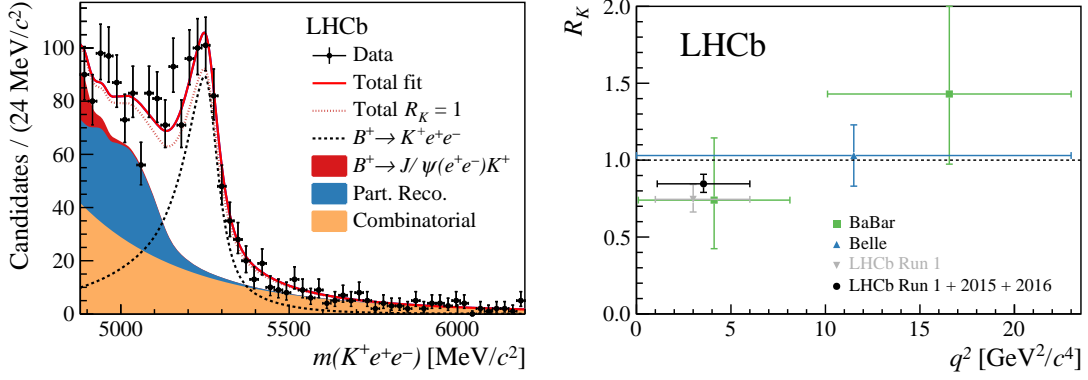 Candidates / (24 MeV/c²)
100
80
60
40
20
0
5000
5500
6000
m(K⁺e⁺e⁻) [MeV/c²]
LHCb
Data
Total fit
Total R_K = 1
B⁺→ K⁺e⁺e⁻
B⁺→ J/ψ(e⁺e⁻)K⁺
Part. Reco.
Combinatorial
R_K
2.0
1.5
1.0
0.5
0.0
0
5
10
15
20
q² [GeV²/c⁴]
LHCb
BaBar
Belle
LHCb Run 1
LHCb Run 1 + 2015 + 2016